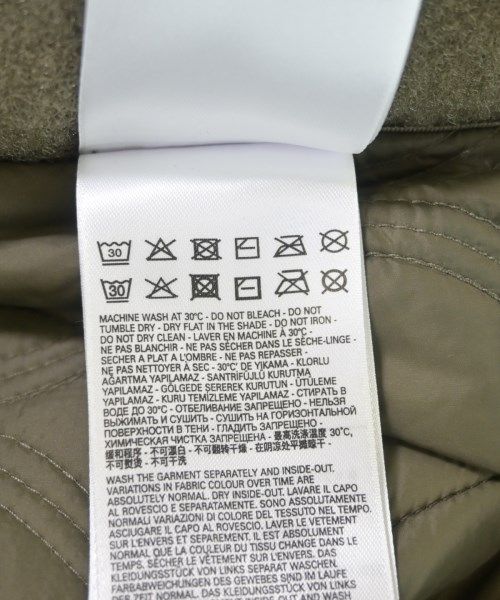 30
30
MACHINE WASH AT 30°C - DO NOT BLEACH - DO NOT
TUMBLE DRY - DRY FLAT IN THE SHADE - DO NOT IRON -
DO NOT DRY CLEAN - LAVER EN MACHINE À 30°C -
NE PAS BLANCHIR - NE PAS SÉCHER DANS LE SÈCHE-LINGE -
SÉCHER A PLAT A L'OMBRE - NE PAS REPASSER -
NE PAS NETTOYER À SEC - 30°C' DE YIKAMA - KLORLU
AĞARTMA YAPILAMAZ - SANTRİFÜJLÜ KURUTMA
YAPILAMAZ - GÖLGEDE SEREREK KURUTUN - ÜTÜLEME
YAPILAMAZ - KURU TEMİZLEME YAPILAMAZ - СТИРАТЬ В
ВОДЕ ДО 30°C - ОТБЕЛИВАНИЕ ЗАПРЕЩЕНО - НЕЛЬЗЯ
ВЫЖИМАТЬ И СУШИТЬ - СУШИТЬ НА ГОРИЗОНТАЛЬНОЙ
ПОВЕРХНОСТИ В ТЕНИ - ГЛАДИТЬ ЗАПРЕЩЕНО -
ХИМИЧЕСКАЯ ЧИСТКА ЗАПРЕЩЕНА - 最高洗涤温度 30°C,
缓和程序 - 不可漂白 - 不可翻转干燥 - 在阴凉处平摊晾干 -
不可熨烫 - 不可干洗
WASH THE GARMENT SEPARATELY AND INSIDE-OUT.
VARIATIONS IN FABRIC COLOUR OVER TIME ARE
ABSOLUTELY NORMAL. DRY INSIDE-OUT. LAVARE IL CAPO
AL ROVESCIO E SEPARATAMENTE. SONO ASSOLUTAMENTE
NORMALI VARIAZIONI DI COLORE DEL TESSUTO NEL TEMPO.
ASCIUGARE IL CAPO AL ROVESCIO. LAVER LE VETEMENT
SUR L'ENVERS ET SEPAREMENT. IL EST ABSOLUMENT
NORMAL QUE LA COULEUR DU TISSU CHANGE DANS LE
TEMPS. SÉCHER LE VÊTEMENT SUR L'ENVERS. DAS
KLEIDUNGSSTÜCK VON LINKS SEPARAT WASCHEN.
FARBABWEICHUNGEN DES GEWEBES SIND IM LAUFE
KLEIDUNGSSTÜCK VON LINKS